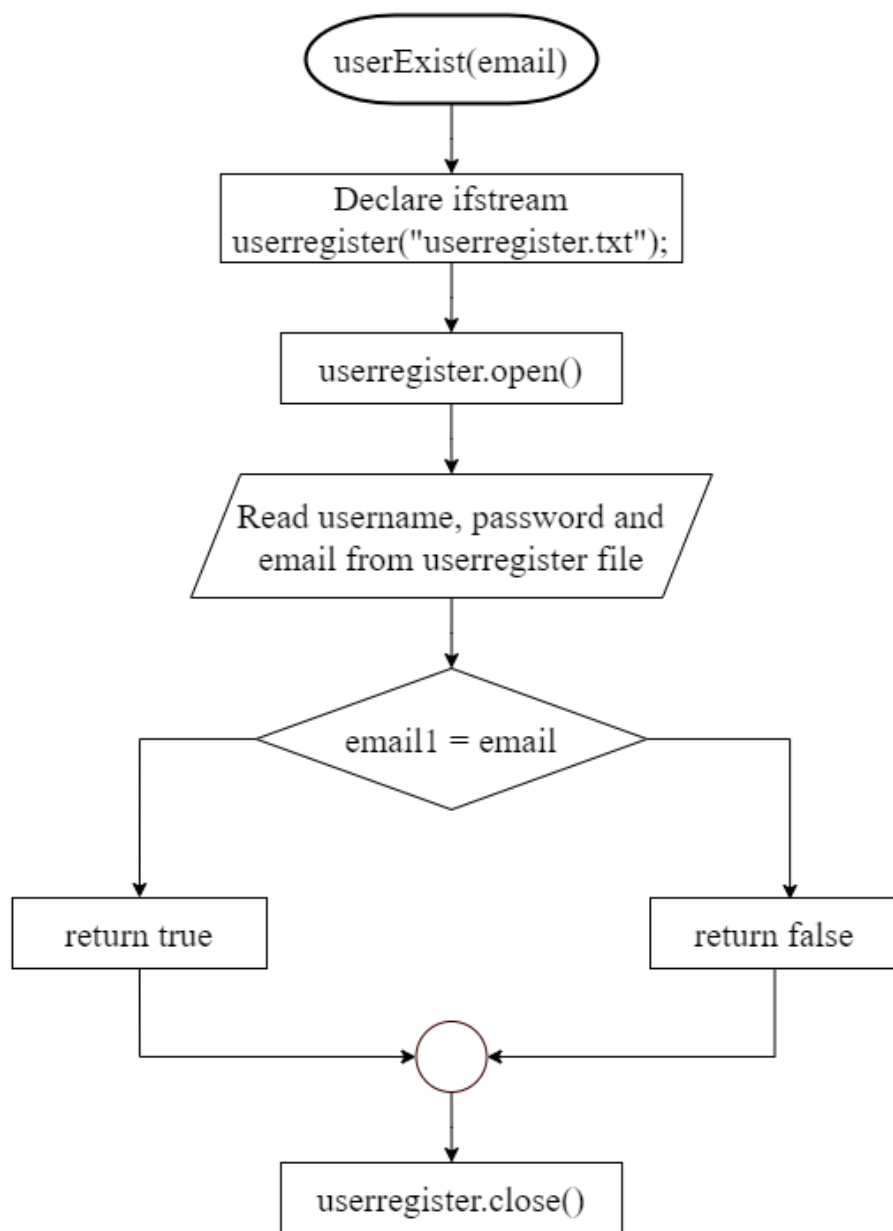 userExist(email)
Declare ifstream
userregister("userregister.txt");
userregister.open()
Read username, password and
email from userregister file
email1 = email
return true
return false
userregister.close()